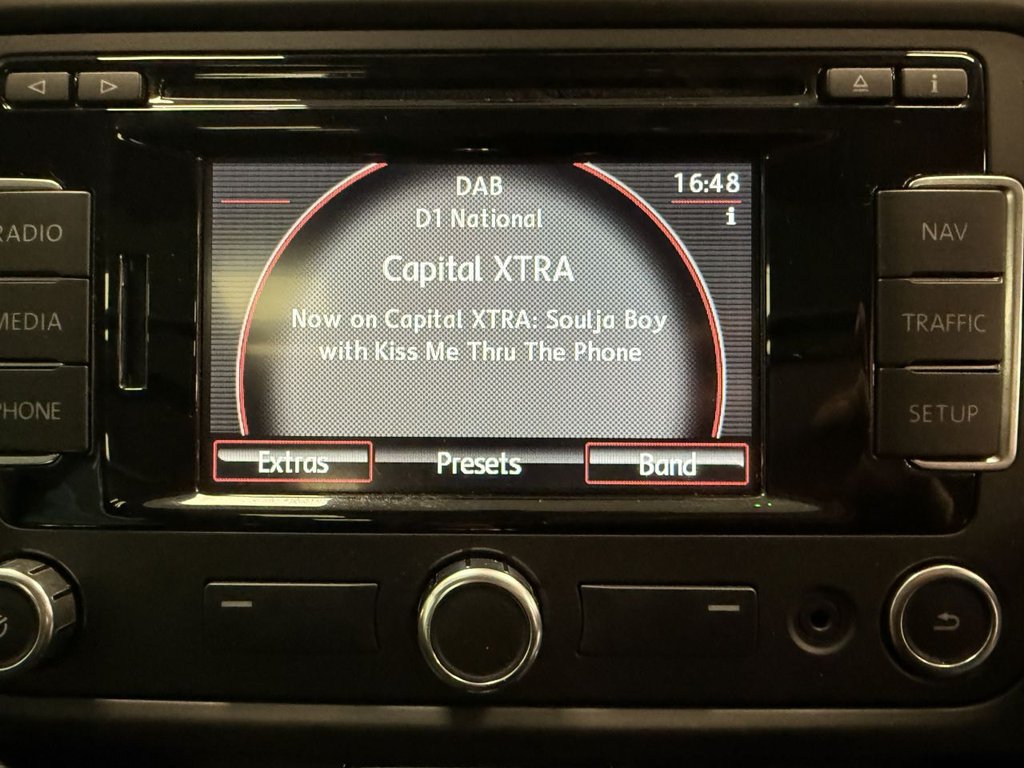 DAB
16:48
D1 National
i
Capital XTRA
Now on Capital XTRA: Soulja Boy
with Kiss Me Thru The Phone
Extras
Presets
Band
RADIO
MEDIA
PHONE
i
NAV
TRAFFIC
SETUP